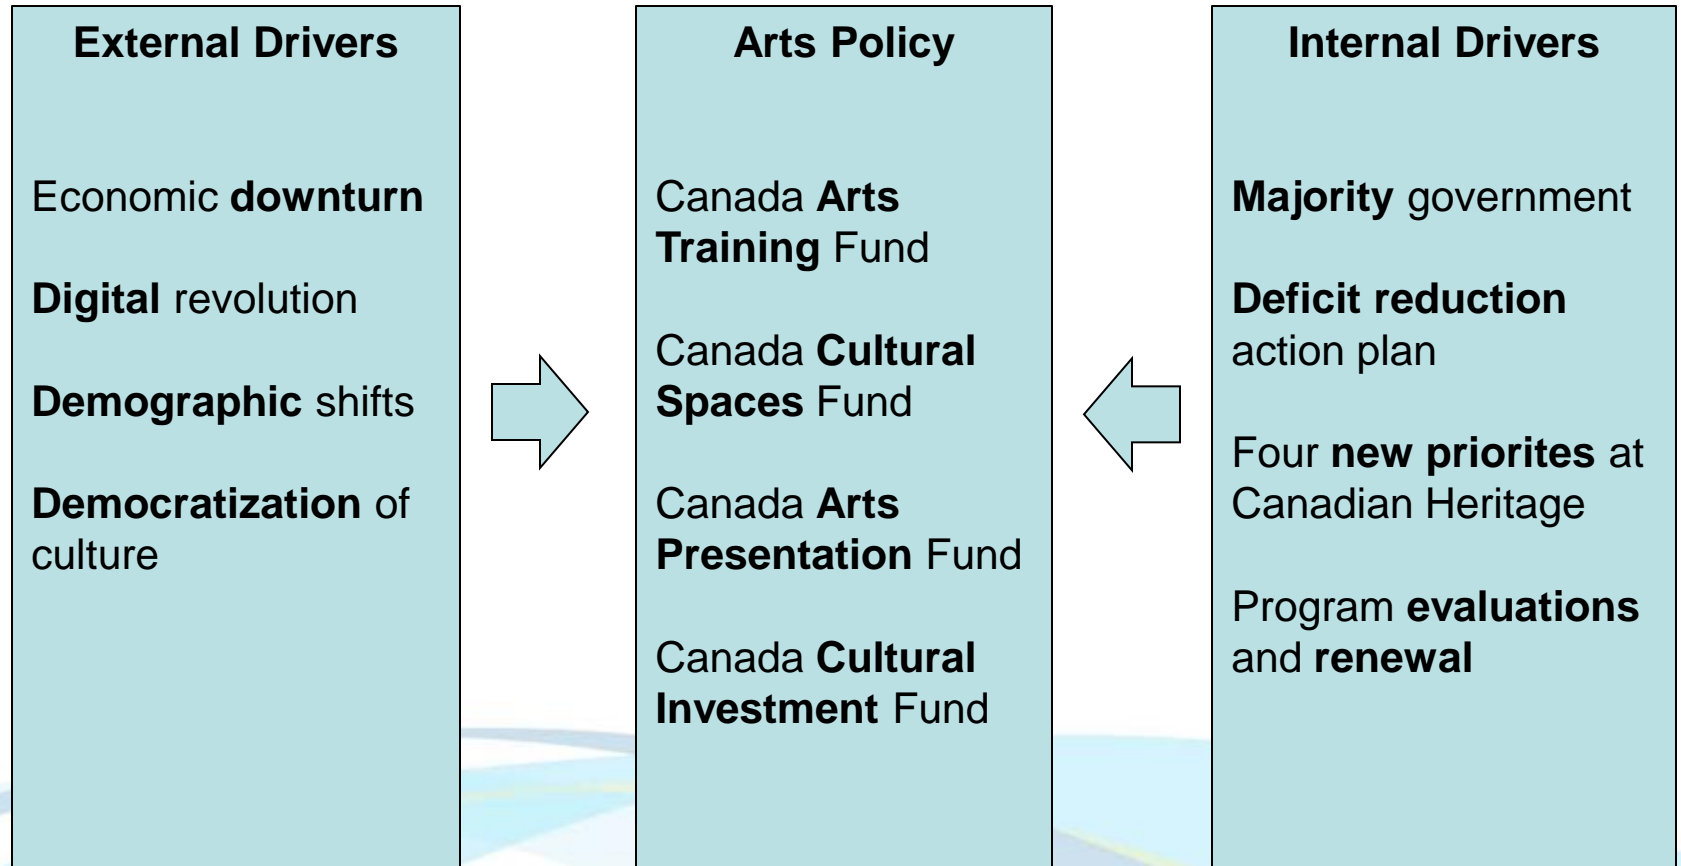 External Drivers
Economic downturn
Digital revolution
Demographic shifts
Democratization of
culture
Arts Policy
Canada Arts
Training Fund
Canada Cultural
Spaces Fund
Canada Arts
Presentation Fund
Canada Cultural
Investment Fund
Internal Drivers
Majority government
Deficit reduction
action plan
Four new priorites at
Canadian Heritage
Program evaluations
and renewal